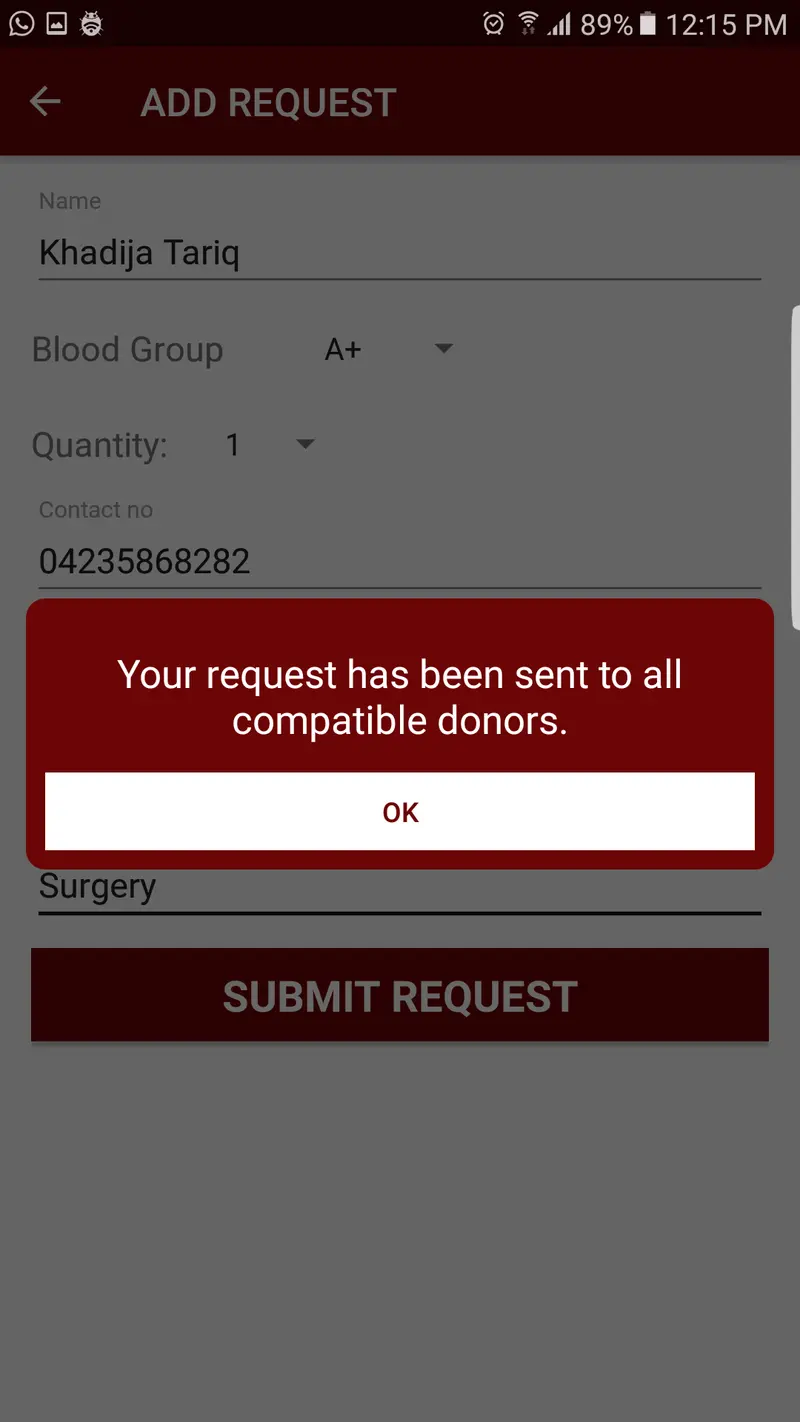 89% 12:15 PM
ADD REQUEST
Name
Khadija Tariq
Blood Group A+
Quantity: 1
Contact no
04235868282
Your request has been sent to all
compatible donors.
OK
Surgery
SUBMIT REQUEST